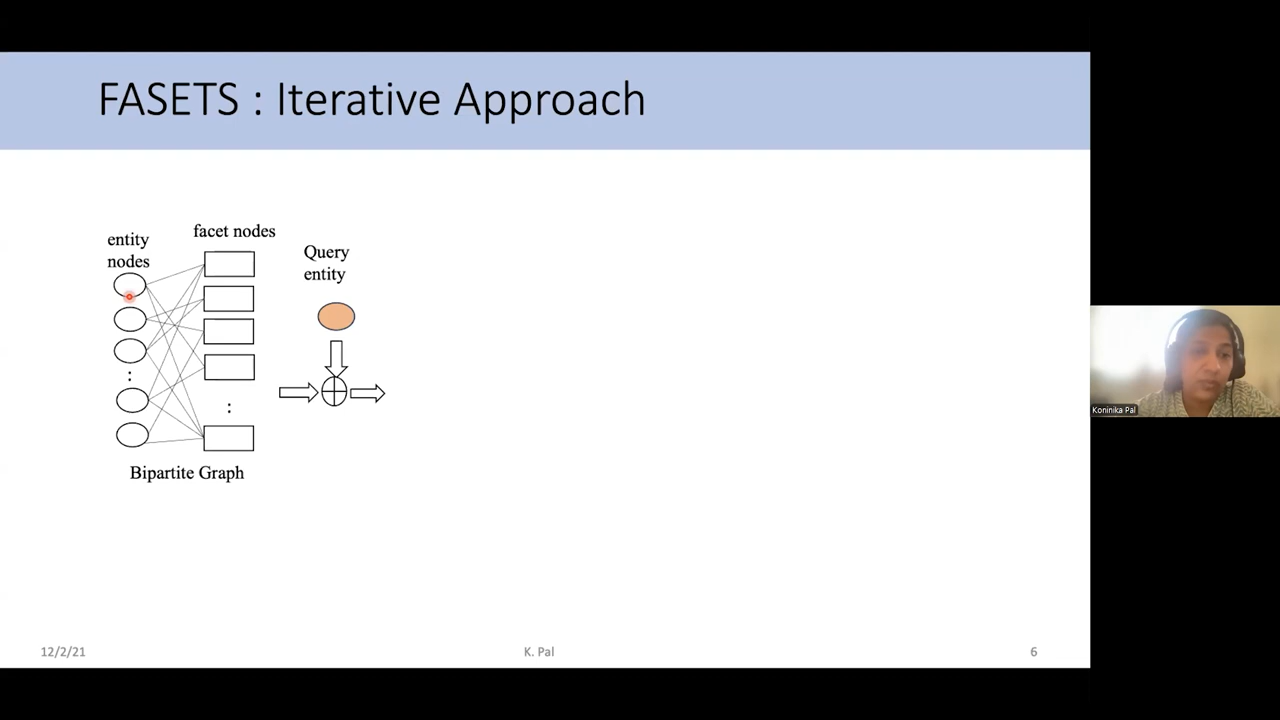 FASETS : Iterative Approach
entity
nodes
facet nodes
Query
entity
:
:
Bipartite Graph
Koninika Pal
12/2/21
K. Pal
6